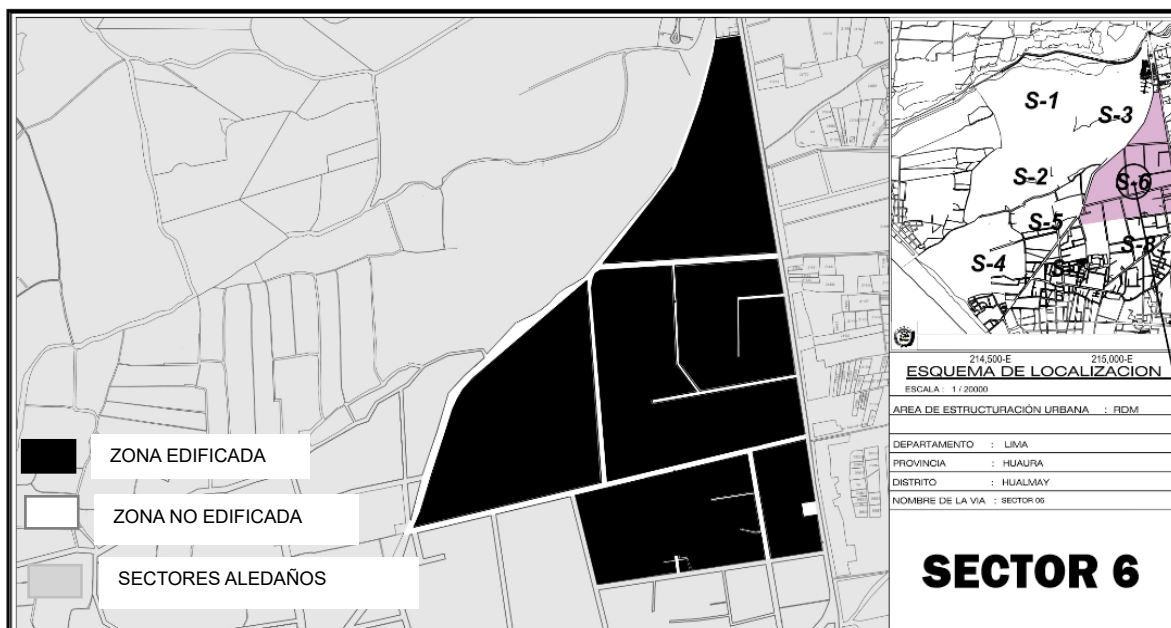 ZONA EDIFICADA
ZONA NO EDIFICADA
SECTORES ALEDAÑOS
S-1
S-3
S-2
S-6
S-5
S-4
S-8
214,500-E 215,000-E
ESQUEMA DE LOCALIZACION
ESCALA : 1 / 20000
AREA DE ESTRUCTURACIÓN URBANA : RDM
DEPARTAMENTO : LIMA
PROVINCIA : HUAURA
DISTRITO : HUALMAY
NOMBRE DE LA VIA : SECTOR 06
SECTOR 6